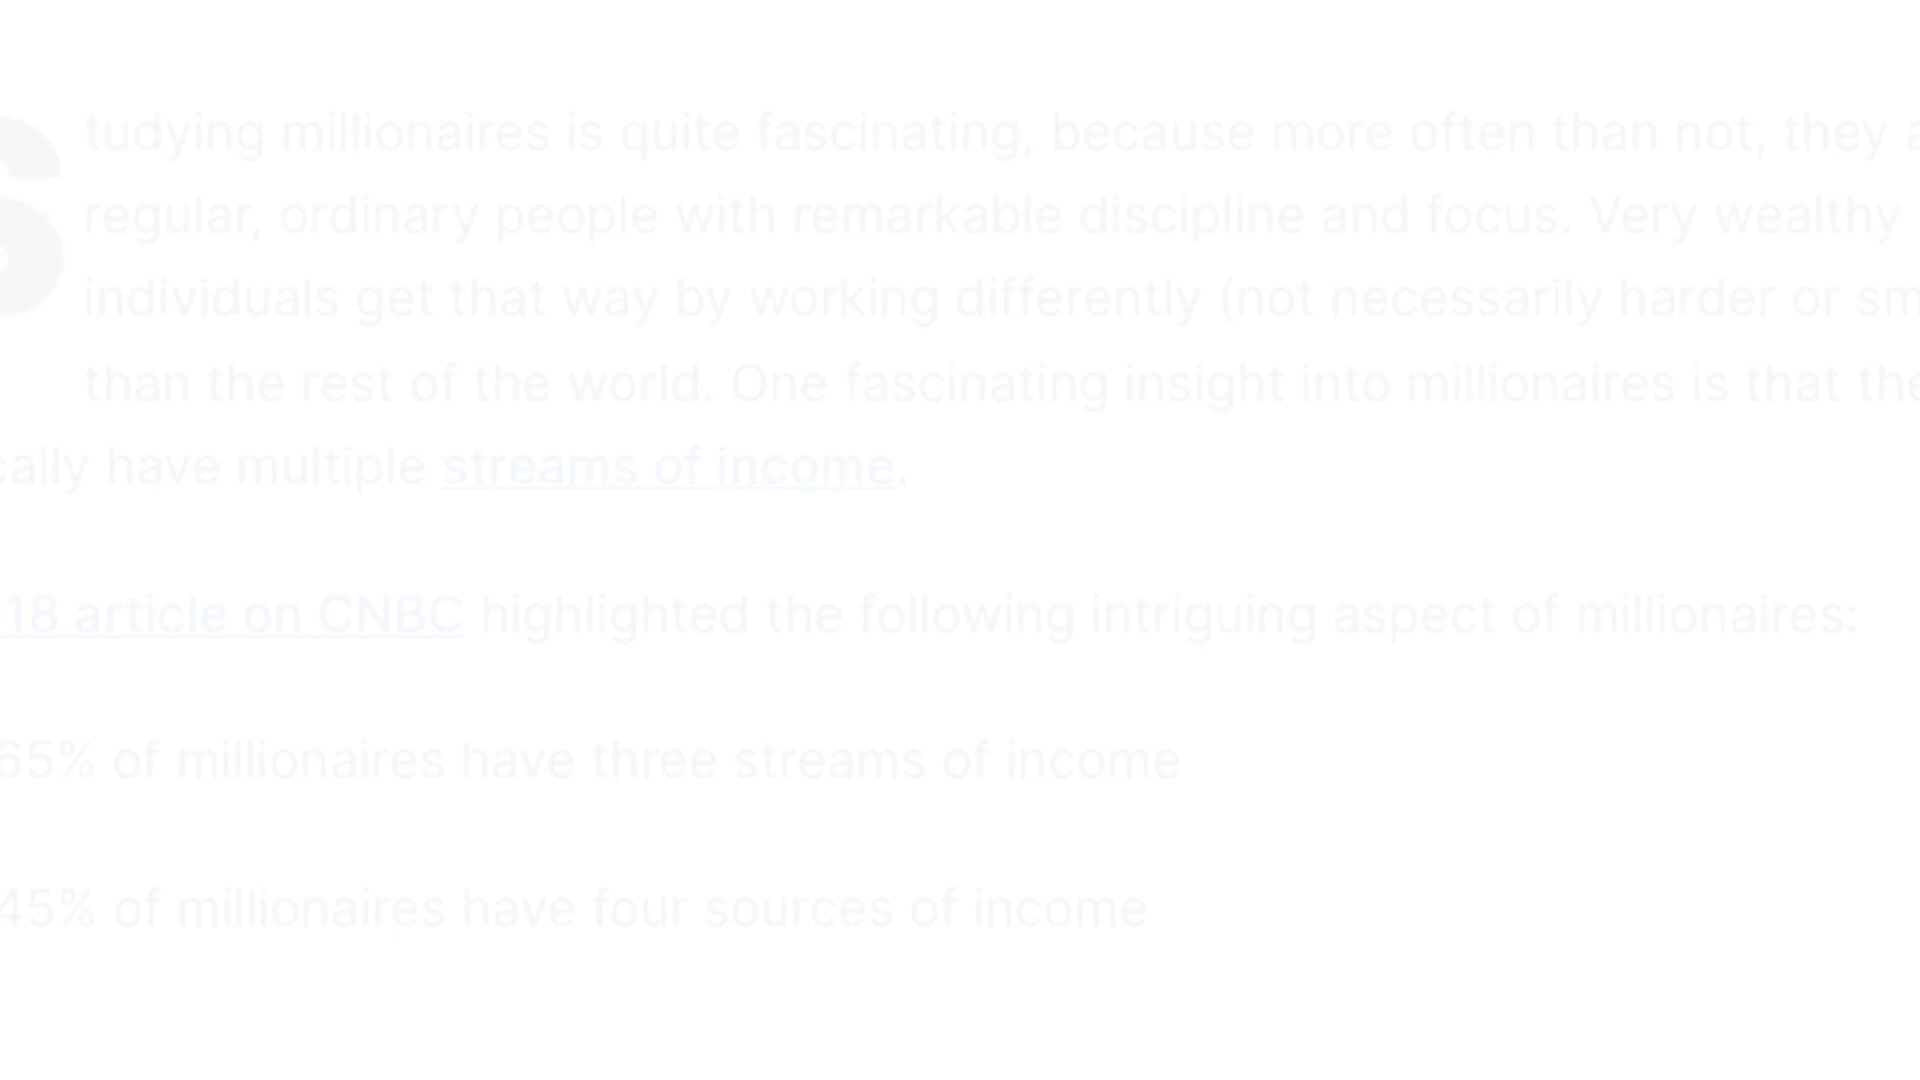 S
tudying millionaires is quite fascinating, because more often than not, they
regular, ordinary people with remarkable discipline and focus. Very wealthy
individuals get that way by working differently (not necessarily harder or
than the rest of the world. One fascinating insight into millionaires is that
have multiple streams of income.
18 article on CNBC highlighted the following intriguing aspect of millionaires:
65% of millionaires have three streams of income
45% of millionaires have four sources of income